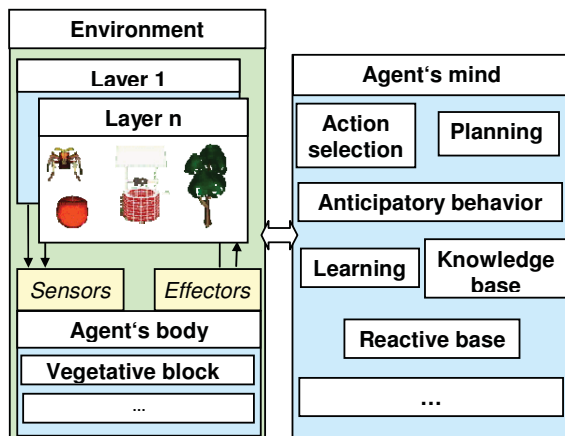 Environment
Layer 1
Layer n
Sensors
Effectors
Agent's body
Vegetative block
...
Agent's mind
Action
selection
Planning
Anticipatory behavior
Learning
Knowledge
base
Reactive base
...